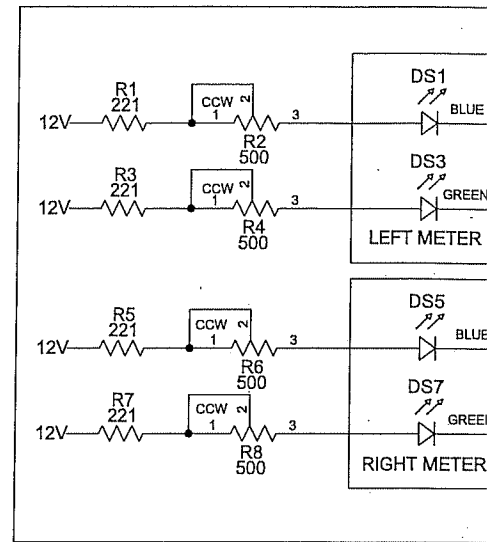 DS1
R1
221
CCW
2
BLUE
12V
1
3
R2
500
DS3
R3
221
CCW
2
GREEN
12V
1
3
R4
500
LEFT METER
DS5
R5
221
CCW
2
BLUE
12V
1
3
R6
500
DS7
R7
221
CCW
2
GREEN
12V
1
3
R8
500
RIGHT METER